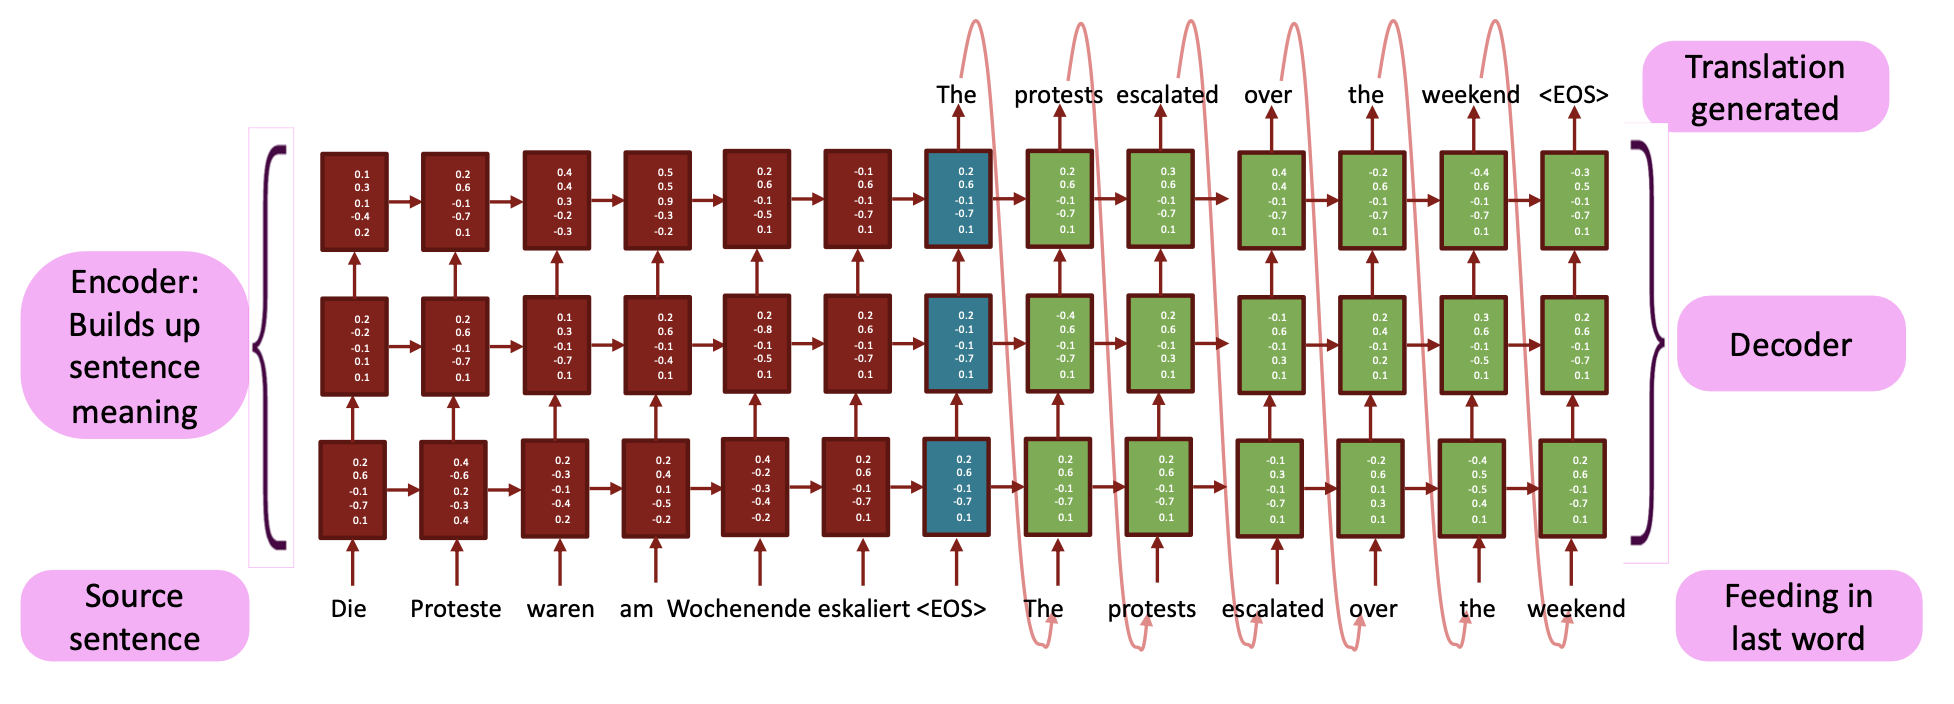 Translation
generated
The protests escalated over the weekend <EOS>
0.1 0.2 0.4 0.5 0.2 -0.1 0.2 0.2 0.3 0.4 -0.2 -0.4 -0.3
0.3 0.6 0.4 0.5 0.6 0.6 0.6 0.6 0.6 0.4 0.6 0.6 0.5
0.1 -0.1 0.3 0.9 -0.1 -0.1 -0.1 -0.1 -0.1 -0.1 -0.1 -0.1 -0.1
-0.4 -0.7 -0.2 -0.3 -0.5 -0.7 -0.7 -0.7 -0.7 -0.7 -0.7 -0.7 -0.7
0.2 0.1 -0.3 -0.2 0.1 0.1 0.1 0.1 0.1 0.1 0.1 0.1 0.1
Encoder:
Builds up
sentence
meaning
0.2 0.2 0.1 0.2 0.2 0.2 0.2 -0.4 0.2 -0.1 0.2 0.3 0.2
-0.2 0.6 0.3 0.6 -0.8 0.6 -0.1 0.6 0.6 0.6 0.4 0.6 0.6
-0.1 -0.1 -0.1 -0.1 -0.1 -0.1 -0.1 -0.1 -0.1 -0.1 -0.1 -0.1 -0.1
0.1 -0.7 -0.7 -0.4 -0.5 -0.7 -0.7 -0.7 0.3 0.3 0.2 -0.5 -0.7
0.1 0.1 0.1 0.1 0.1 0.1 0.1 0.1 0.1 0.1 0.1 0.1 0.1
Decoder
0.2 0.4 0.2 0.2 0.4 0.2 0.2 0.2 0.2 -0.1 -0.2 -0.4 0.2
0.6 -0.6 -0.3 0.4 -0.2 0.6 0.6 0.6 0.6 0.3 0.6 0.5 0.6
-0.1 0.2 -0.1 0.1 -0.3 -0.1 -0.1 -0.1 -0.1 -0.1 0.1 -0.5 -0.1
-0.7 -0.3 -0.4 -0.5 -0.4 -0.7 -0.7 -0.7 -0.7 -0.7 0.3 0.4 -0.7
0.1 0.4 0.2 -0.2 -0.2 0.1 0.1 0.1 0.1 0.1 0.1 0.1 0.1
Source
sentence
Die Proteste waren am Wochenende eskaliert <EOS> The protests escalated over the weekend
Feeding in
last word